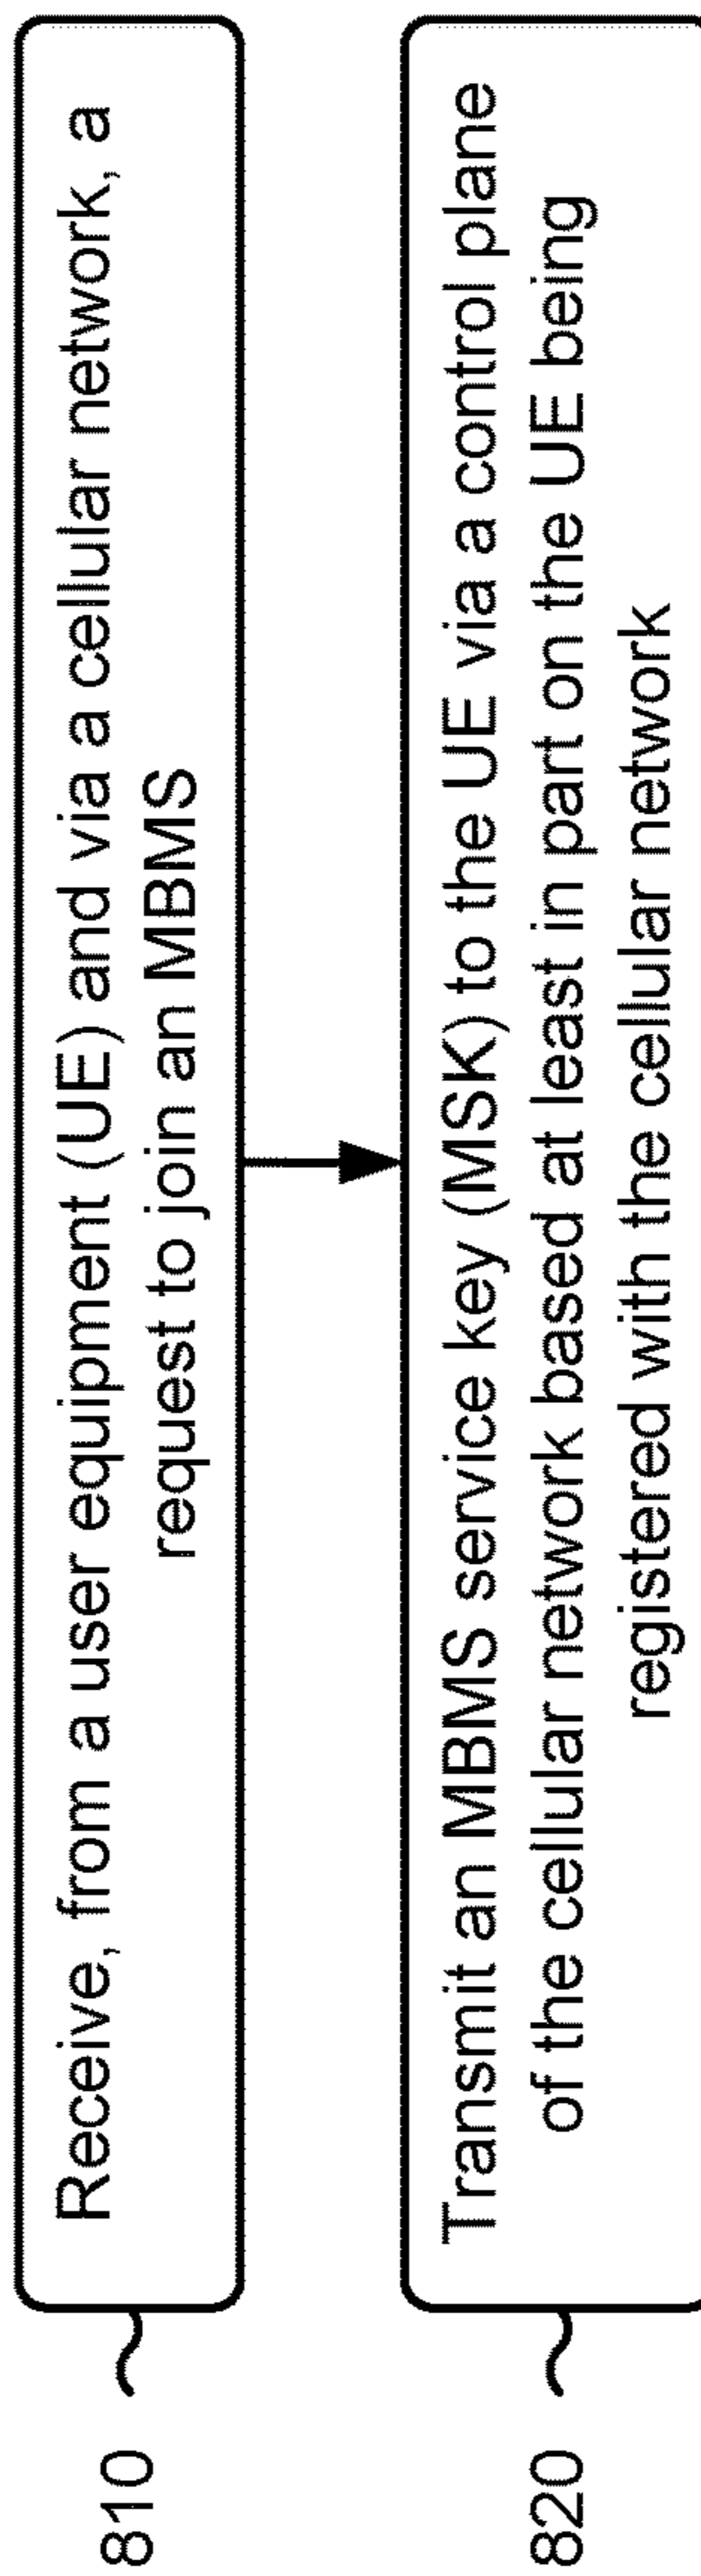 810
Receive, from a user equipment (UE) and via a cellular network, a
request to join an MBMS
820
Transmit an MBMS service key (MSK) to the UE via a control plane
of the cellular network based at least in part on the UE being
registered with the cellular network